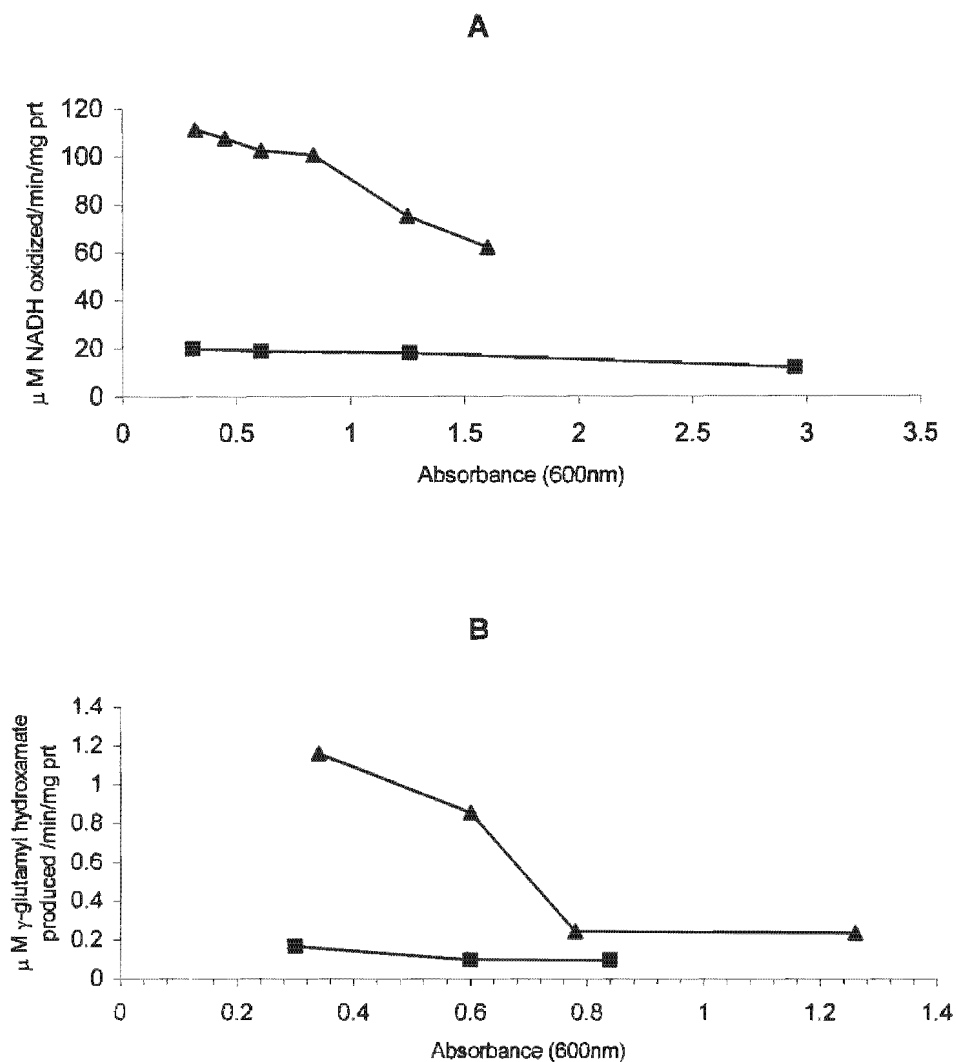 A
μM NADH oxidized/min/mg prt
120
100
80
60
40
20
0
0 0.5 1 1.5 2 2.5 3 3.5
Absorbance (600nm)
B
μM γ-glutamyl hydroxamate
produced /min/mg prt
1.4
1.2
1
0.8
0.6
0.4
0.2
0
0 0.2 0.4 0.6 0.8 1 1.2 1.4
Absorbance (600nm)